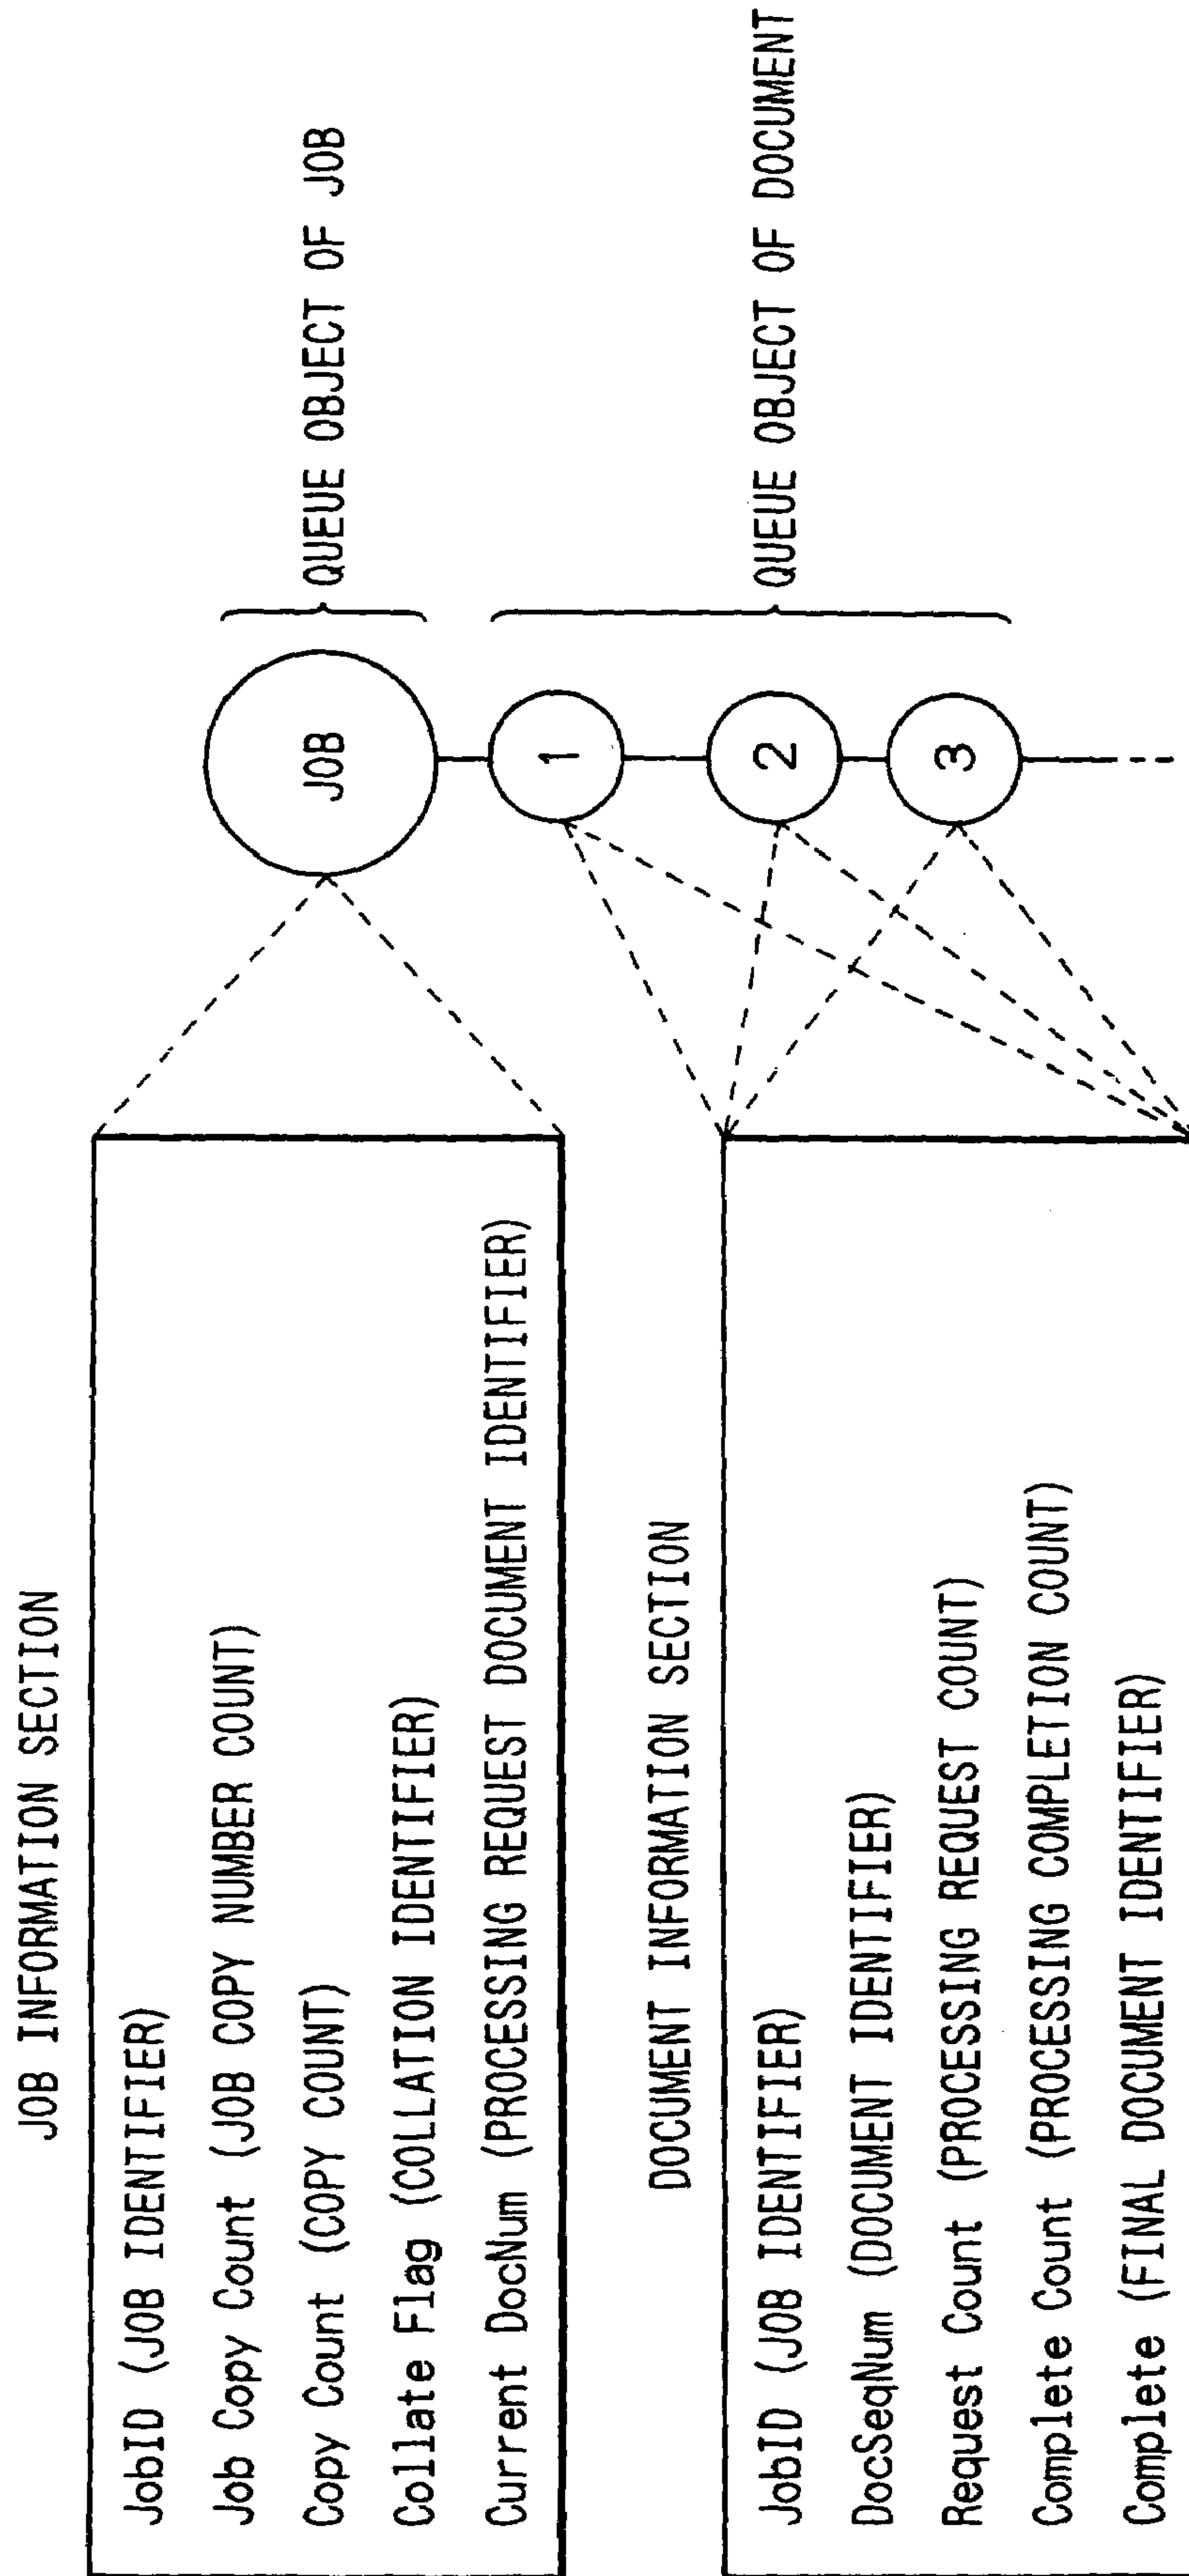 JOB INFORMATION SECTION
JobID (JOB IDENTIFIER)
Job Copy Count (JOB COPY NUMBER COUNT)
Copy Count (COPY COUNT)
Collate Flag (COLLATION IDENTIFIER)
Current DocNum (PROCESSING REQUEST DOCUMENT IDENTIFIER)
JOB
QUEUE OBJECT OF JOB
DOCUMENT INFORMATION SECTION
JobID (JOB IDENTIFIER)
DocSeqNum (DOCUMENT IDENTIFIER)
Request Count (PROCESSING REQUEST COUNT)
Complete Count (PROCESSING COMPLETION COUNT)
Complete (FINAL DOCUMENT IDENTIFIER)
1
2
3
QUEUE OBJECT OF DOCUMENT